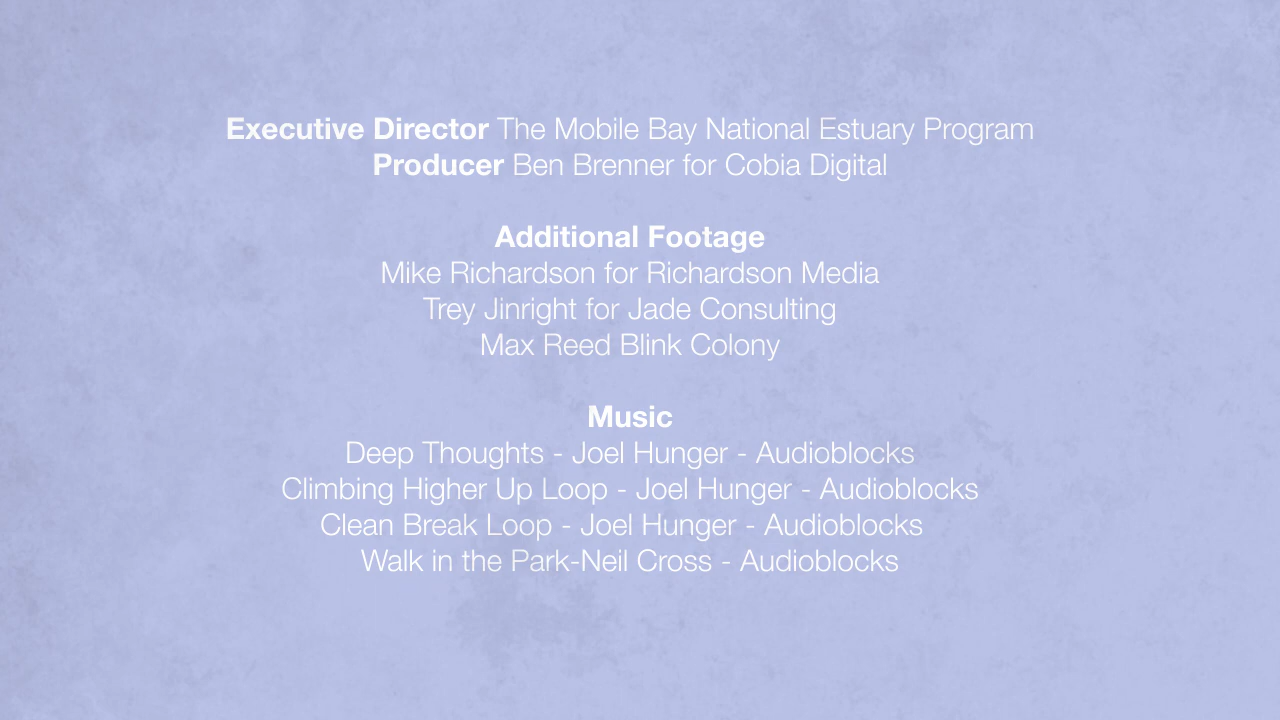 Executive Director The Mobile Bay National Estuary Program
Producer Ben Brenner for Cobia Digital
Additional Footage
Mike Richardson for Richardson Media
Trey Jinright for Jade Consulting
Max Reed Blink Colony
Music
Deep Thoughts - Joel Hunger - Audioblocks
Climbing Higher Up Loop - Joel Hunger - Audioblocks
Clean Break Loop - Joel Hunger - Audioblocks
Walk in the Park-Neil Cross - Audioblocks